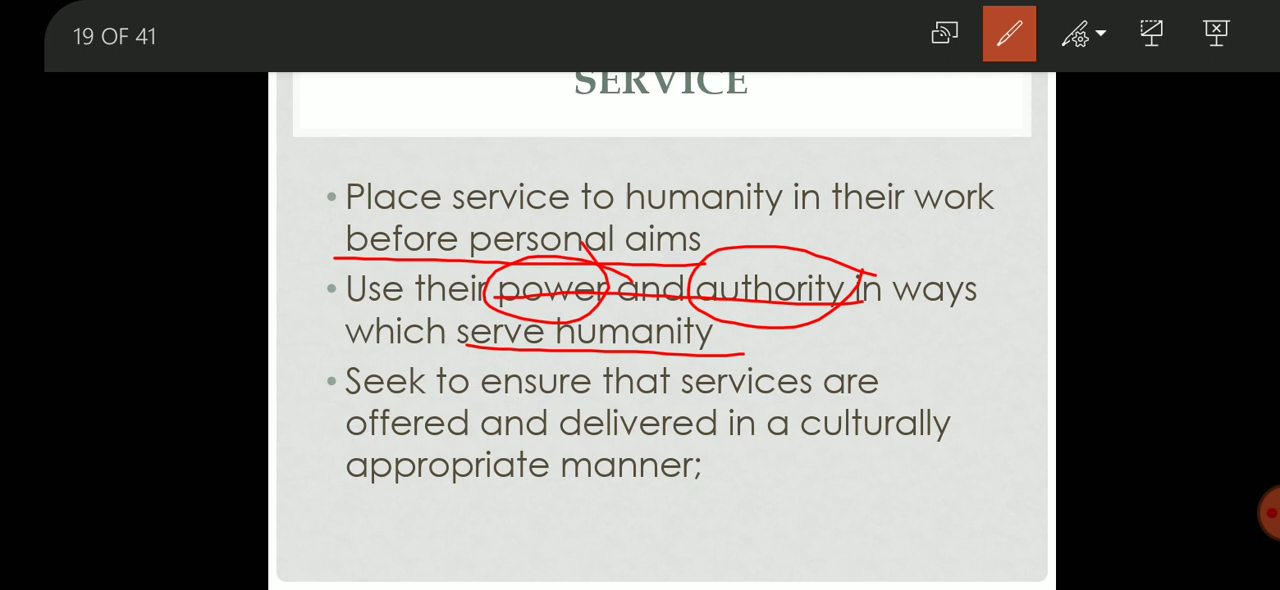 19 OF 41
SERVICE
• Place service to humanity in their work
before personal aims
• Use their power and authority in ways
which serve humanity
• Seek to ensure that services are
offered and delivered in a culturally
appropriate manner;